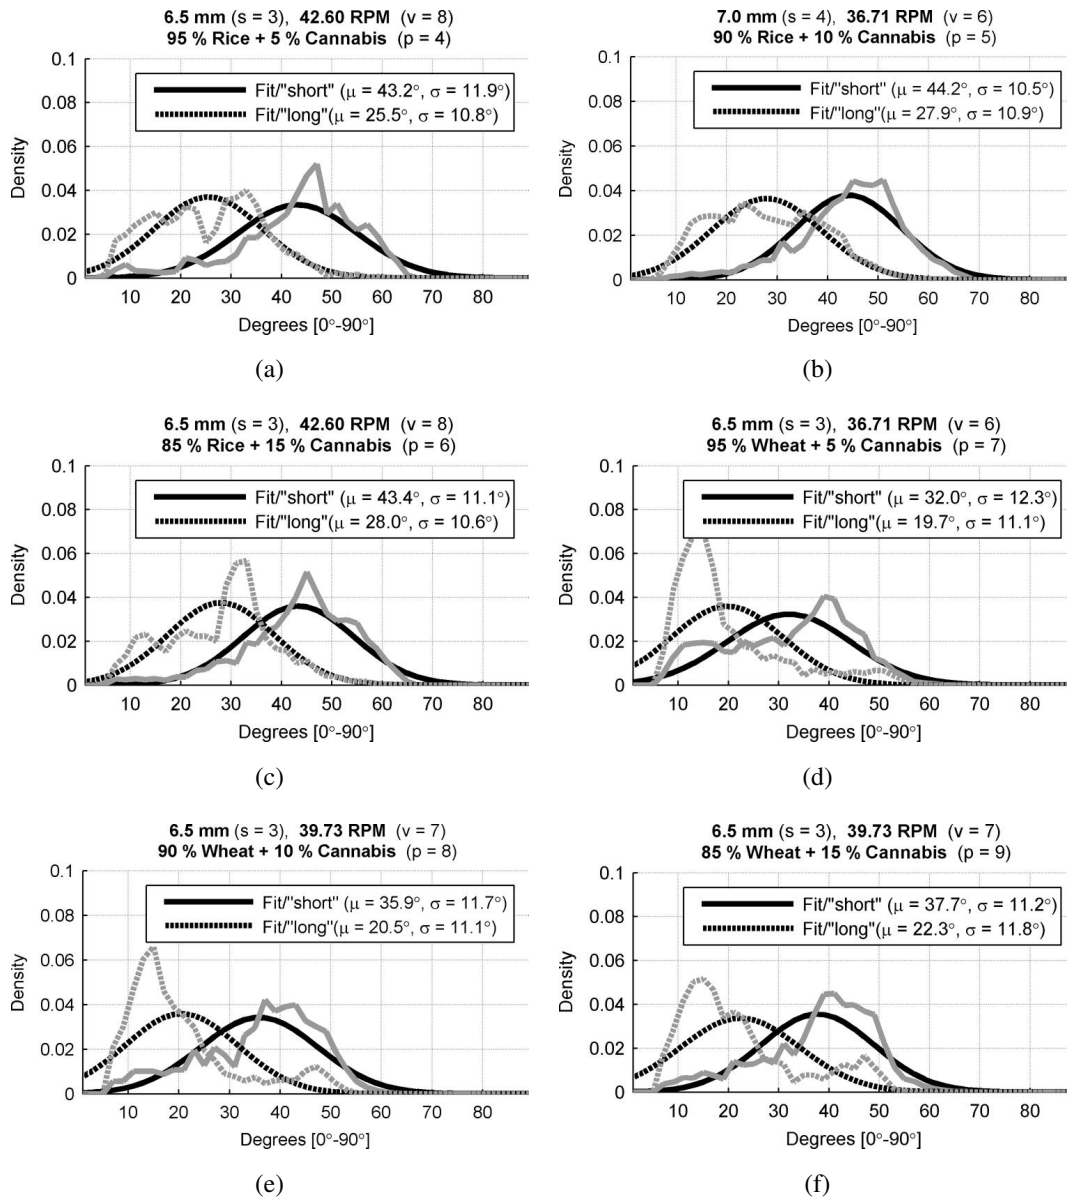 6.5 mm (s = 3), 42.60 RPM (v = 8)
95 % Rice + 5 % Cannabis (p = 4)
0.1
0.08
0.06
0.04
0.02
0
Density
Fit/"short" (μ = 43.2°, σ = 11.9°)
Fit/"long"(μ = 25.5°, σ = 10.8°)
10 20 30 40 50 60 70 80
Degrees [0°-90°]
(a)
7.0 mm (s = 4), 36.71 RPM (v = 6)
90 % Rice + 10 % Cannabis (p = 5)
0.1
0.08
0.06
0.04
0.02
0
Density
Fit/"short" (μ = 44.2°, σ = 10.5°)
Fit/"long"(μ = 27.9°, σ = 10.9°)
10 20 30 40 50 60 70 80
Degrees [0°-90°]
(b)
6.5 mm (s = 3), 42.60 RPM (v = 8)
85 % Rice + 15 % Cannabis (p = 6)
0.1
0.08
0.06
0.04
0.02
0
Density
Fit/"short" (μ = 43.4°, σ = 11.1°)
Fit/"long"(μ = 28.0°, σ = 10.6°)
10 20 30 40 50 60 70 80
Degrees [0°-90°]
(c)
6.5 mm (s = 3), 36.71 RPM (v = 6)
95 % Wheat + 5 % Cannabis (p = 7)
0.1
0.08
0.06
0.04
0.02
0
Density
Fit/"short" (μ = 32.0°, σ = 12.3°)
Fit/"long"(μ = 19.7°, σ = 11.1°)
10 20 30 40 50 60 70 80
Degrees [0°-90°]
(d)
6.5 mm (s = 3), 39.73 RPM (v = 7)
90 % Wheat + 10 % Cannabis (p = 8)
0.1
0.08
0.06
0.04
0.02
0
Density
Fit/"short" (μ = 35.9°, σ = 11.7°)
Fit/"long"(μ = 20.5°, σ = 11.1°)
10 20 30 40 50 60 70 80
Degrees [0°-90°]
(e)
6.5 mm (s = 3), 39.73 RPM (v = 7)
85 % Wheat + 15 % Cannabis (p = 9)
0.1
0.08
0.06
0.04
0.02
0
Density
Fit/"short" (μ = 37.7°, σ = 11.2°)
Fit/"long"(μ = 22.3°, σ = 11.8°)
10 20 30 40 50 60 70 80
Degrees [0°-90°]
(f)